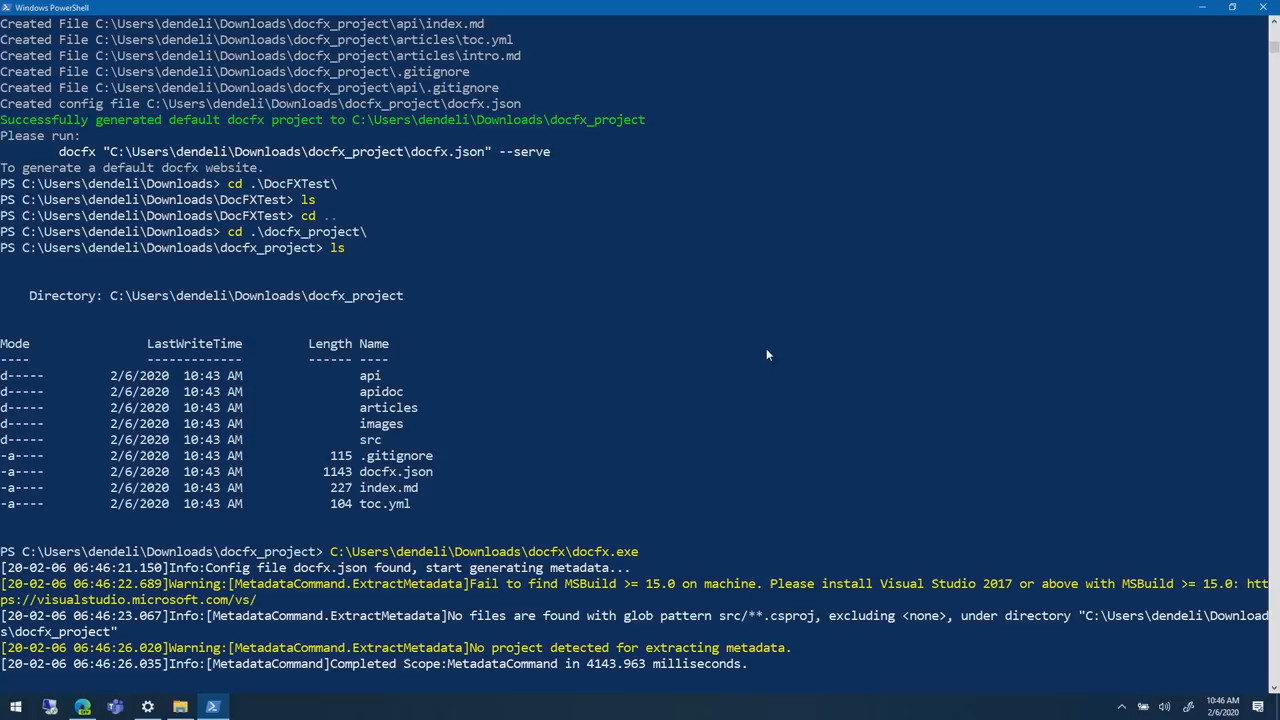 Windows PowerShell
Created File C:\Users\dendeli\Downloads\docfx_project\api\index.md
Created File C:\Users\dendeli\Downloads\docfx_project\articles\toc.yml
Created File C:\Users\dendeli\Downloads\docfx_project\articles\intro.md
Created File C:\Users\dendeli\Downloads\docfx_project\.gitignore
Created File C:\Users\dendeli\Downloads\docfx_project\api\.gitignore
Created config file C:\Users\dendeli\Downloads\docfx_project\docfx.json
Successfully generated default docfx project to C:\Users\dendeli\Downloads\docfx_project
Please run:
docfx "C:\Users\dendeli\Downloads\docfx_project\docfx.json" --serve
To generate a default docfx website.
PS C:\Users\dendeli\Downloads> cd .\DocFXTest\
PS C:\Users\dendeli\Downloads\DocFXTest> ls
PS C:\Users\dendeli\Downloads\DocFXTest> cd ..
PS C:\Users\dendeli\Downloads> cd .\docfx_project\
PS C:\Users\dendeli\Downloads\docfx_project> ls
Directory: C:\Users\dendeli\Downloads\docfx_project
Mode LastWriteTime Length Name
---- ------------- ------ ----
d----- 2/6/2020 10:43 AM api
d----- 2/6/2020 10:43 AM apidoc
d----- 2/6/2020 10:43 AM articles
d----- 2/6/2020 10:43 AM images
d----- 2/6/2020 10:43 AM src
-a---- 2/6/2020 10:43 AM 115 .gitignore
-a---- 2/6/2020 10:43 AM 1143 docfx.json
-a---- 2/6/2020 10:43 AM 227 index.md
-a---- 2/6/2020 10:43 AM 104 toc.yml
PS C:\Users\dendeli\Downloads\docfx_project> C:\Users\dendeli\Downloads\docfx\docfx.exe
[20-02-06 06:46:21.150]Info:Config file docfx.json found, start generating metadata...
[20-02-06 06:46:22.689]Warning:[MetadataCommand.ExtractMetadata]Fail to find MSBuild >= 15.0 on machine. Please install Visual Studio 2017 or above with MSBuild >= 15.0: htt
ps://visualstudio.microsoft.com/vs/
[20-02-06 06:46:23.067]Info:[MetadataCommand.ExtractMetadata]No files are found with glob pattern src/**.csproj, excluding <none>, under directory "C:\Users\dendeli\Download
s\docfx_project"
[20-02-06 06:46:26.020]Warning:[MetadataCommand.ExtractMetadata]No project detected for extracting metadata.
[20-02-06 06:46:26.035]Info:[MetadataCommand]Completed Scope:MetadataCommand in 4143.963 milliseconds.
10:46 AM
2/6/2020